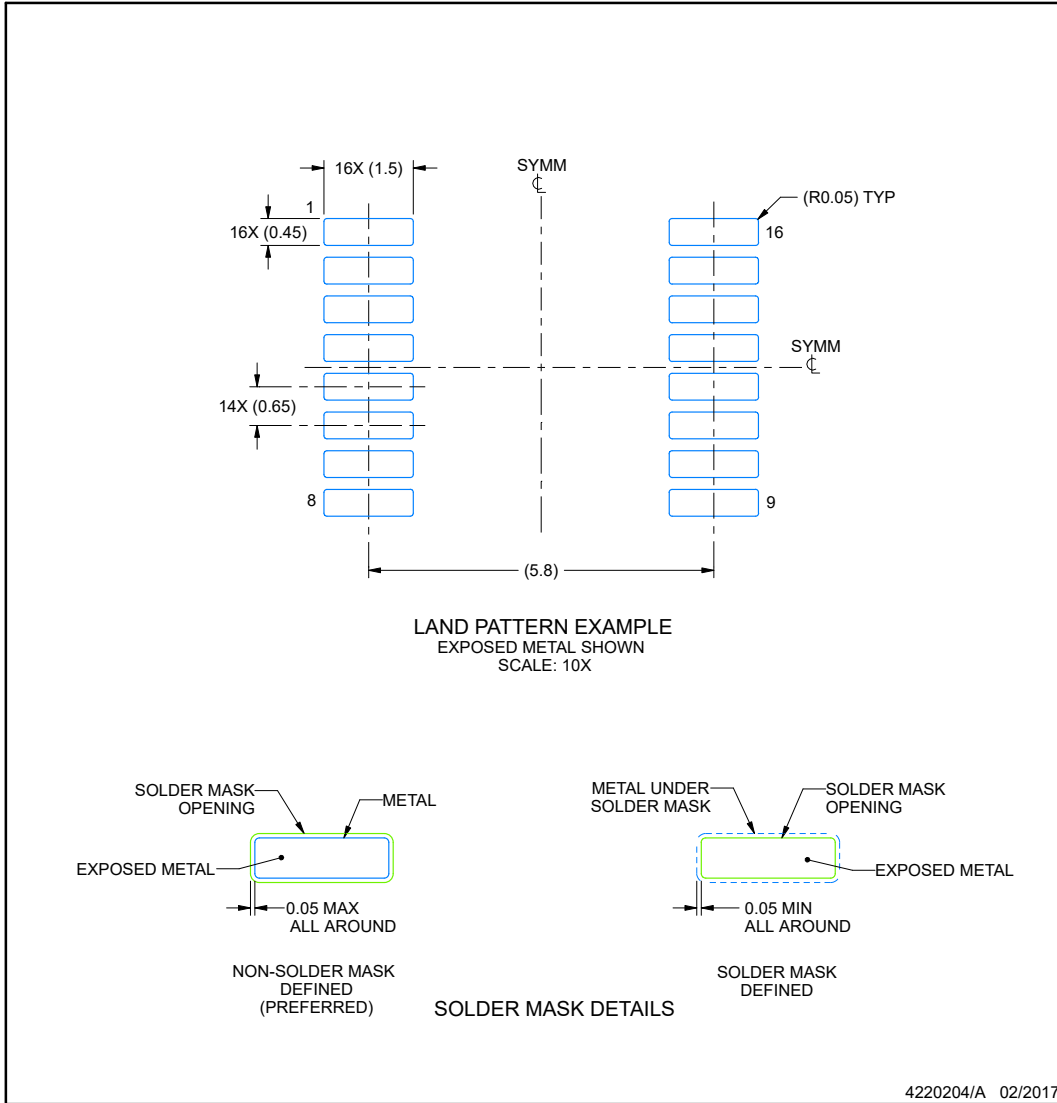 16X (1.5)
SYMM
(R0.05) TYP
1
16X (0.45)
16
SYMM
14X (0.65)
8
9
(5.8)
LAND PATTERN EXAMPLE
EXPOSED METAL SHOWN
SCALE: 10X
SOLDER MASK
OPENING
METAL
EXPOSED METAL
0.05 MAX
ALL AROUND
NON-SOLDER MASK
DEFINED
(PREFERRED)
METAL UNDER
SOLDER MASK
SOLDER MASK
OPENING
EXPOSED METAL
0.05 MIN
ALL AROUND
SOLDER MASK
DEFINED
SOLDER MASK DETAILS
4220204/A 02/2017